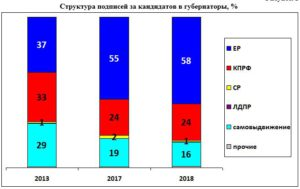 Структура подписей за кандидатов в губернаторы, %
37
55
58
33
24
24
1
2
1
29
19
16
2013
2017
2018
ЕР
КПРФ
СР
ЛДПР
самовыдвижение
прочие